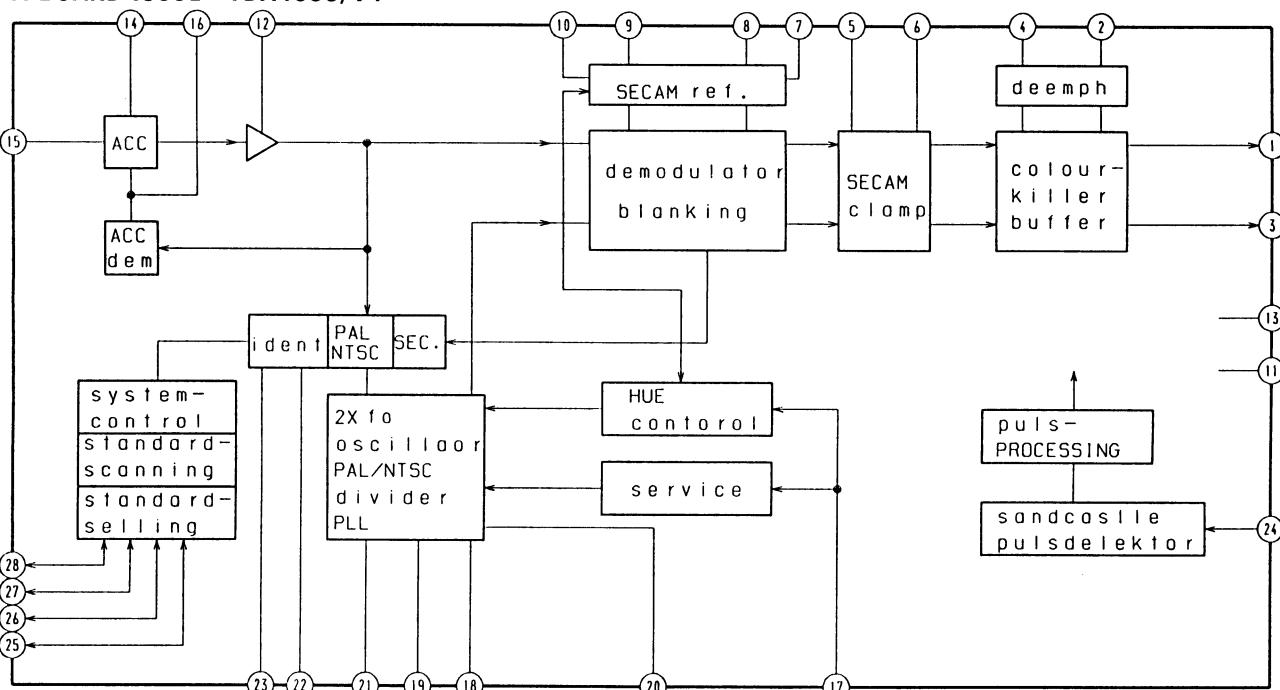 14 16 12 10 9 8 7 5 6 4 2
SECAM ref.
deemph
15
ACC
demodulator
blanking
SECAM
clamp
colour-
killer
buffer
1
3
ACC
dem
ident
PAL
NTSC
SEC.
13
11
system-
control
standard-
scanning
standard-
selling
2X fo
oscillaor
PAL/NTSC
divider
PLL
HUE
contorol
service
puls-
PROCESSING
sandcaslle
pulsdelektor
24
28
27
26
25
23 22 21 19 18 20 17